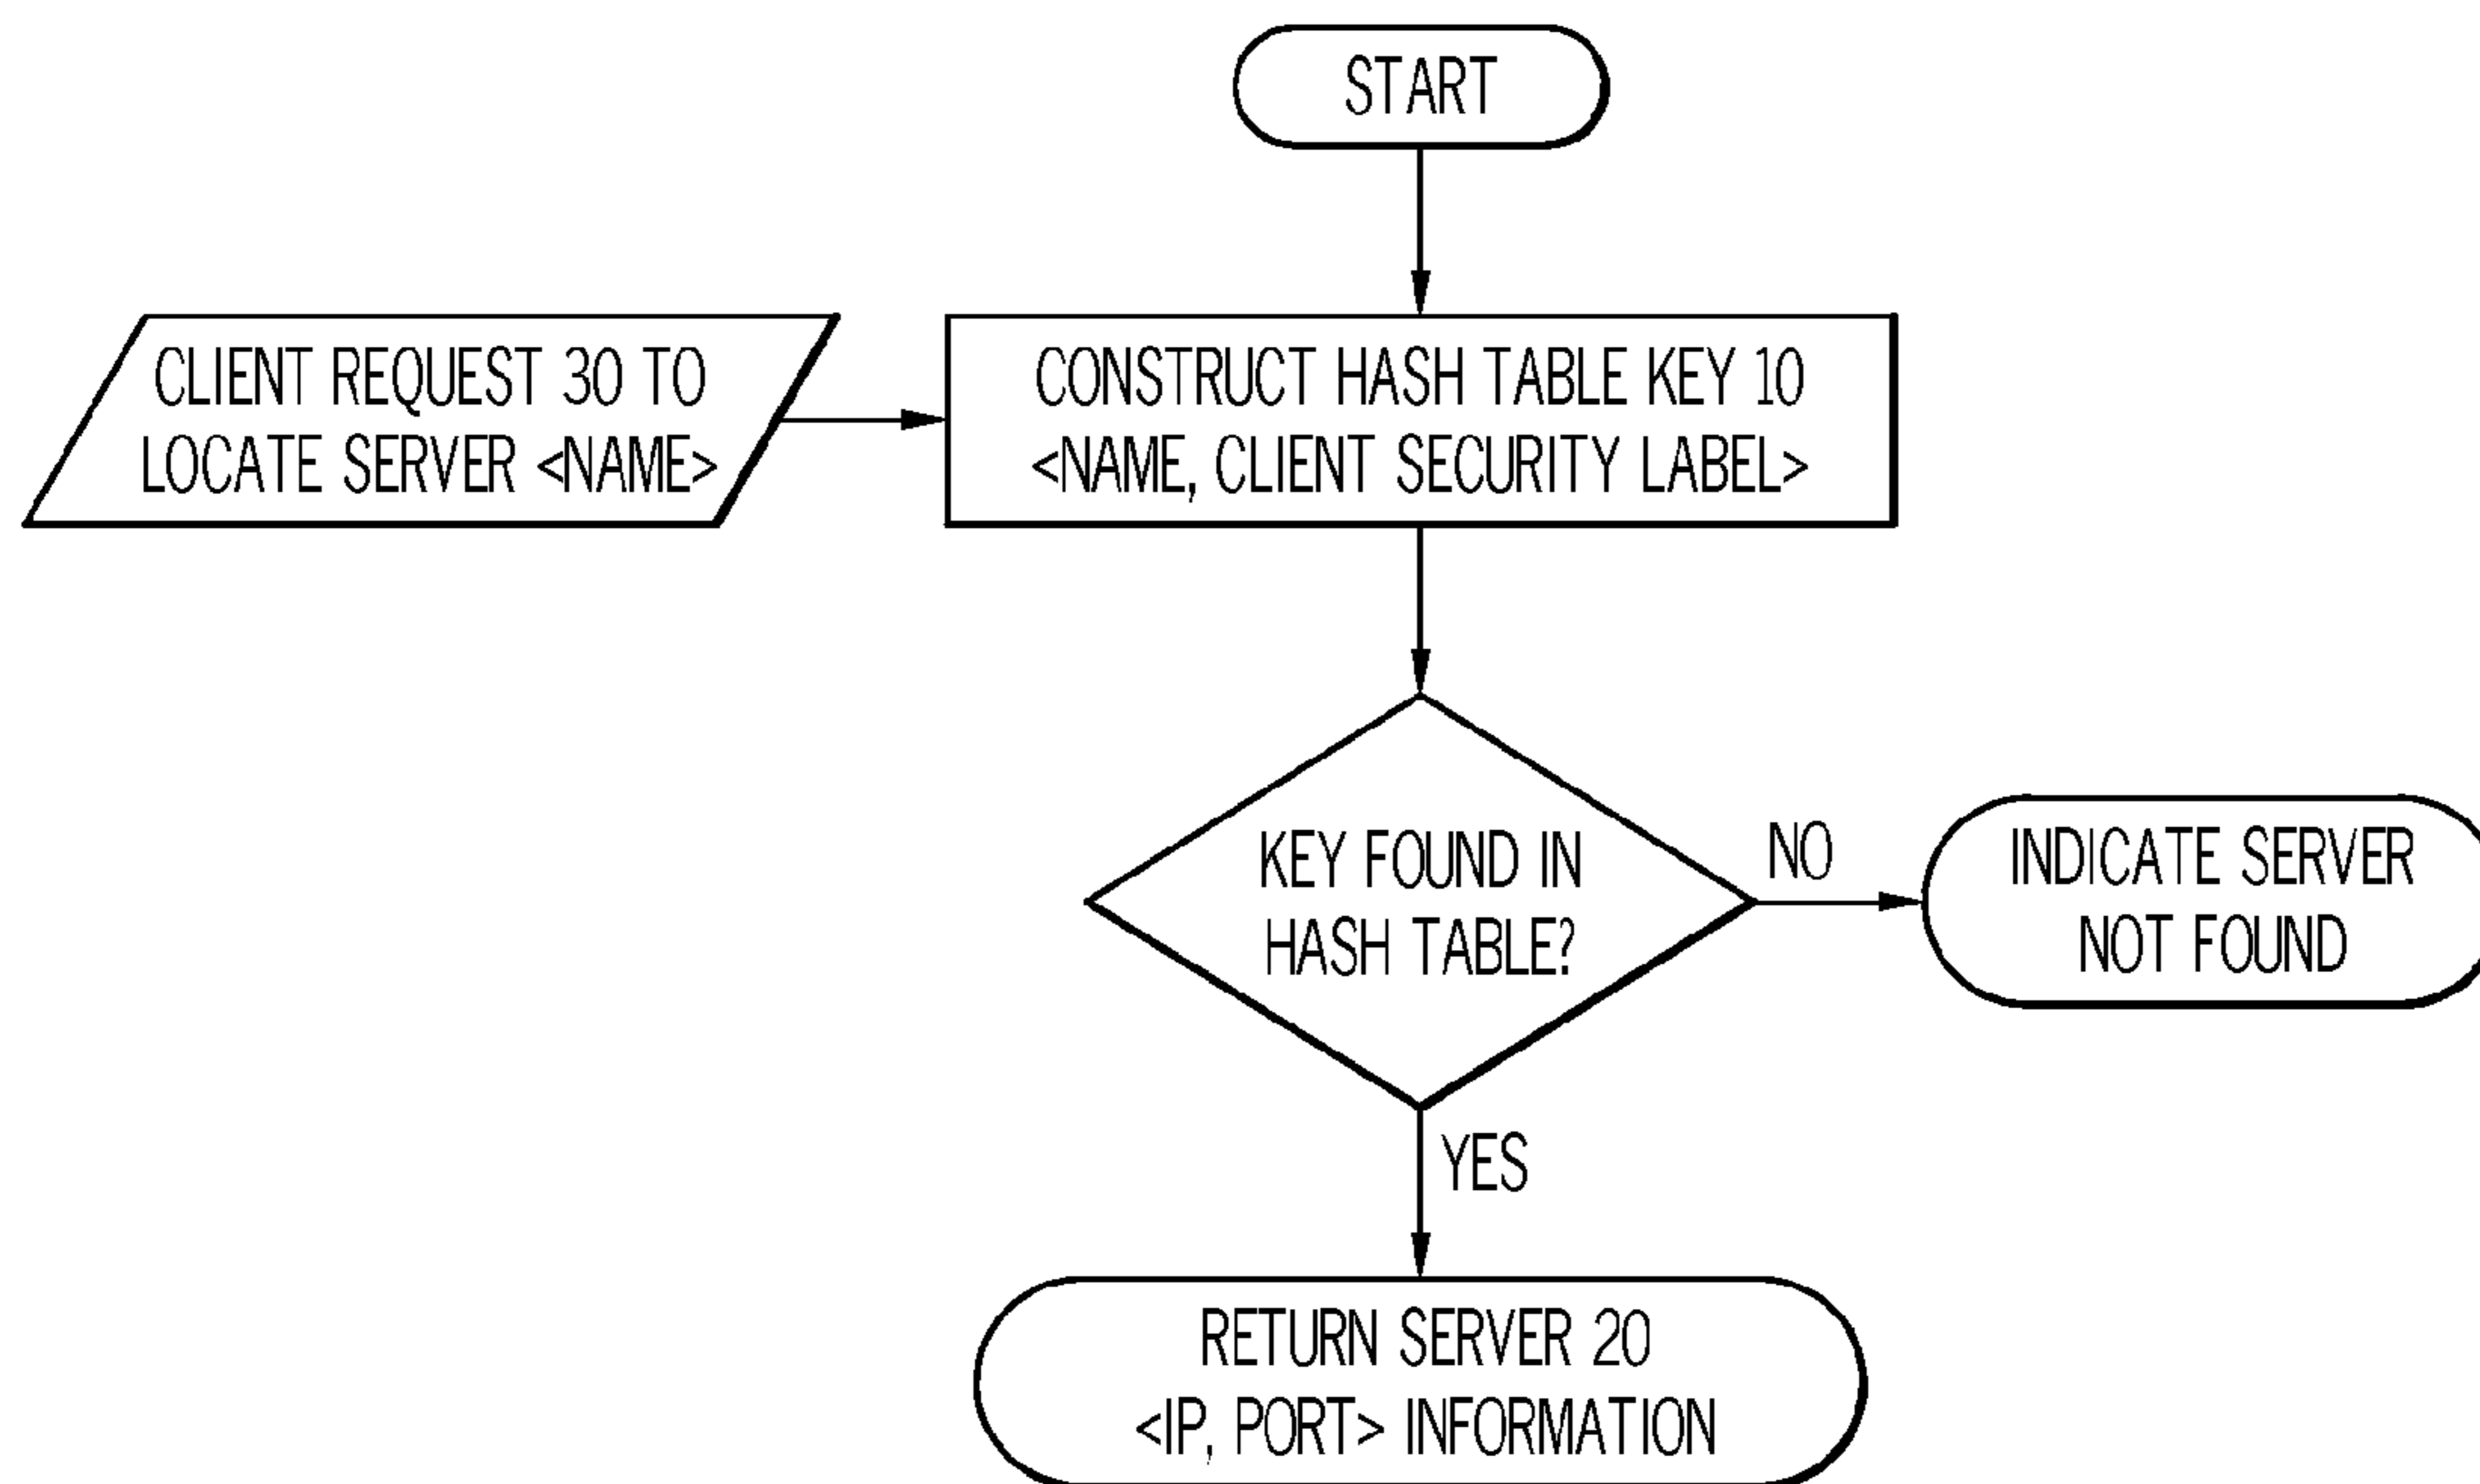 START
CLIENT REQUEST 30 TO
LOCATE SERVER <NAME>
CONSTRUCT HASH TABLE KEY 10
<NAME, CLIENT SECURITY LABEL>
KEY FOUND IN
HASH TABLE?
NO
INDICATE SERVER
NOT FOUND
YES
RETURN SERVER 20
<IP, PORT> INFORMATION